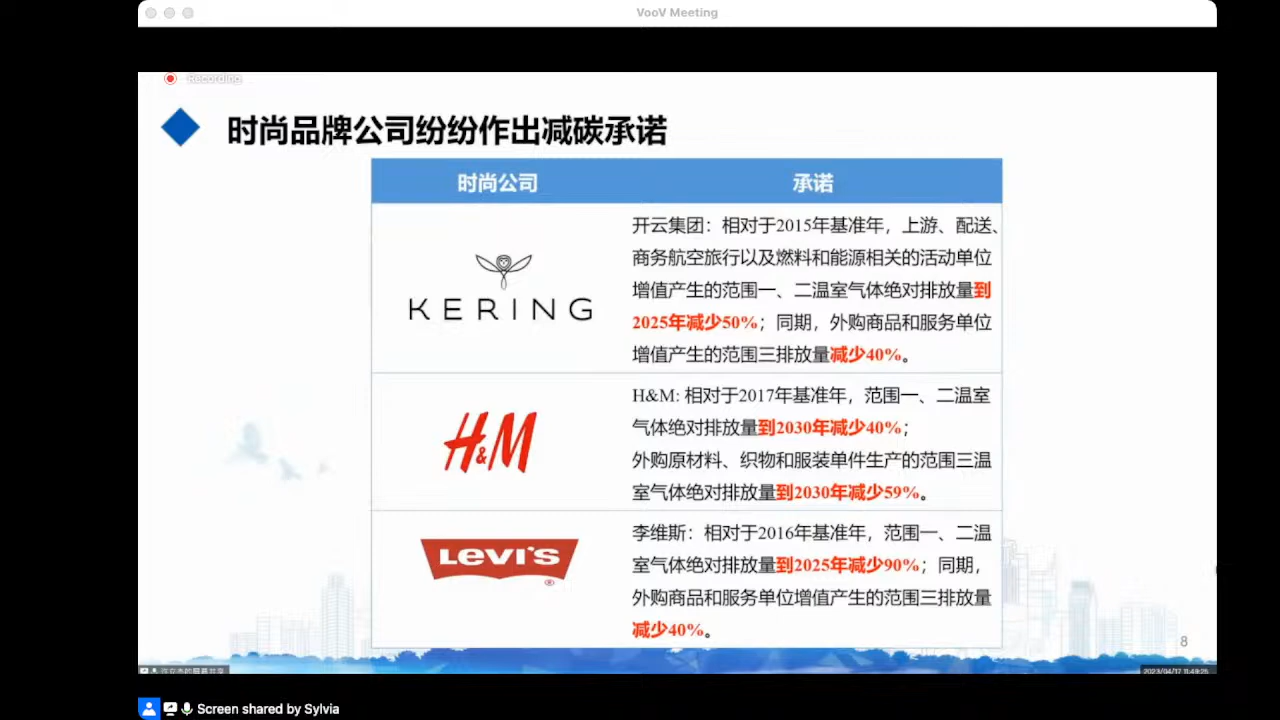 VooV Meeting
Recording
时尚品牌公司纷纷作出减碳承诺
时尚公司
承诺
KERING
开云集团：相对于2015年基准年，上游、配送、
商务航空旅行以及燃料和能源相关的活动单位
增值产生的范围一、二温室气体绝对排放量到
2025年减少50%；同期，外购商品和服务单位
增值产生的范围三排放量减少40%。
H&M
H&M: 相对于2017年基准年，范围一、二温室
气体绝对排放量到2030年减少40%；
外购原材料、织物和服装单件生产的范围三温
室气体绝对排放量到2030年减少59%。
LEVI'S
李维斯：相对于2016年基准年，范围一、二温
室气体绝对排放量到2025年减少90%；同期，
外购商品和服务单位增值产生的范围三排放量
减少40%。
8
2023/04/17 11:49:25
Screen shared by Sylvia